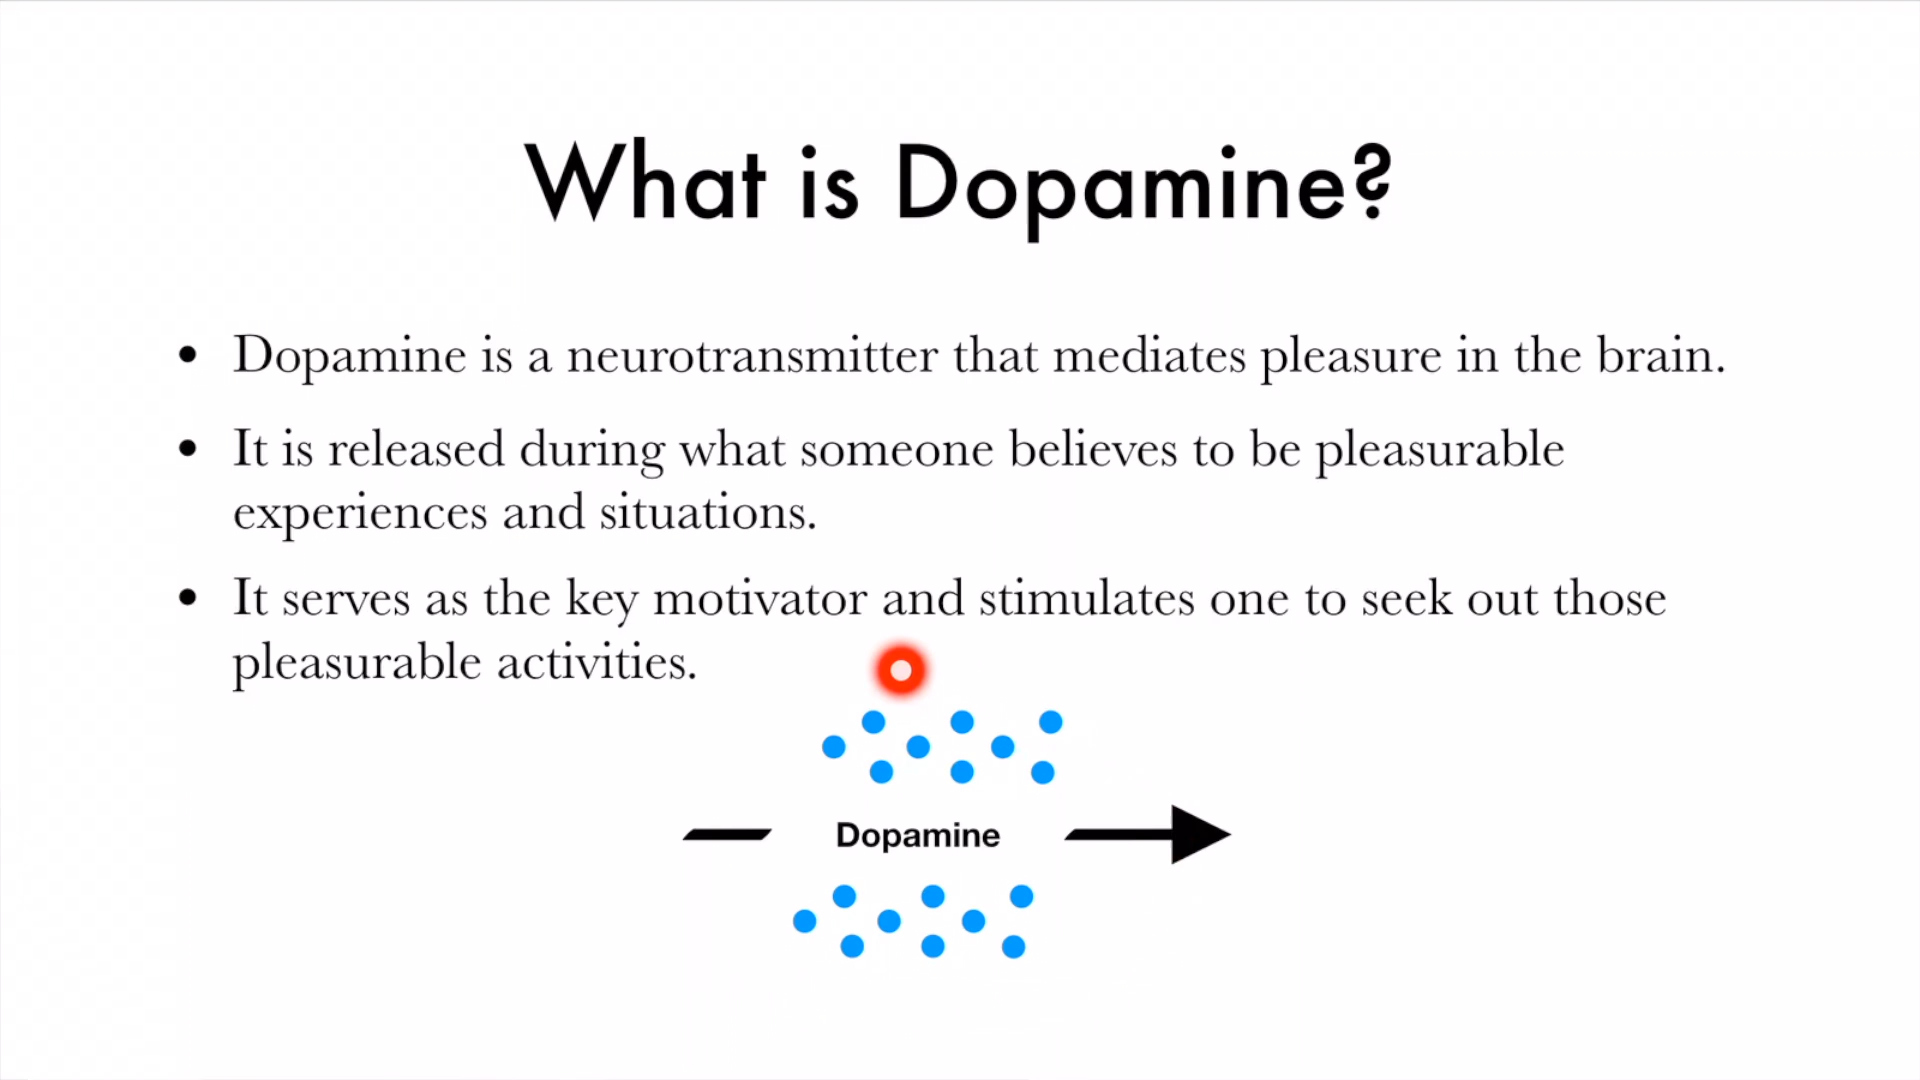 What is Dopamine?
• Dopamine is a neurotransmitter that mediates pleasure in the brain.
• It is released during what someone believes to be pleasurable
experiences and situations.
• It serves as the key motivator and stimulates one to seek out those
pleasurable activities.
Dopamine